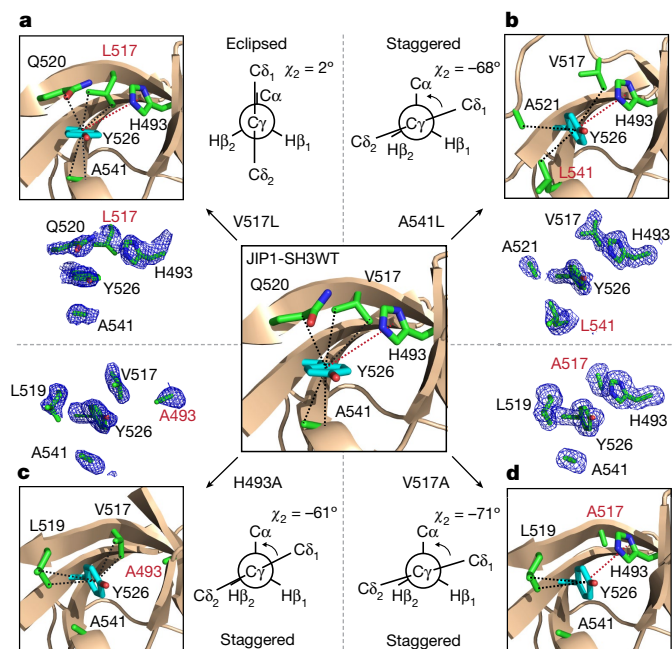 a
L517
Q520
H493
Y526
A541
Eclipsed
χ2 = 2º
Cδ1
Cα
Cγ
Hβ2
Hβ1
Cδ2
Staggered
χ2 = –68º
Cα
Cδ1
Cγ
Cδ2
Hβ2
Hβ1
b
V517
A521
H493
Y526
L541
L517
Q520
H493
Y526
A541
V517L
A541L
V517
H493
A521
Y526
L541
JIP1-SH3WT
Q520
V517
H493
Y526
A541
V517
L519
A493
Y526
A541
A517
L519
H493
Y526
A541
c
L519
V517
A493
Y526
A541
H493A
χ2 = –61º
Cα
Cδ1
Cγ
Cδ2
Hβ2
Hβ1
Staggered
V517A
χ2 = –71º
Cα
Cδ1
Cγ
Cδ2
Hβ2
Hβ1
Staggered
d
A517
L519
H493
Y526
A541